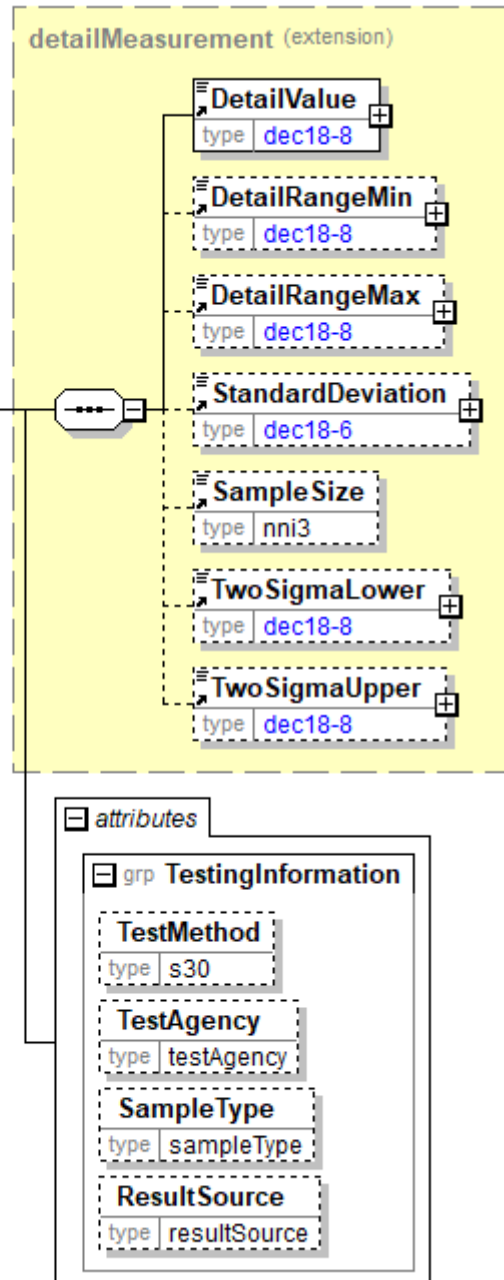 detailMeasurement (extension)
DetailValue
type dec18-8
DetailRangeMin
type dec18-8
DetailRangeMax
type dec18-8
StandardDeviation
type dec18-6
SampleSize
type nni3
TwoSigmaLower
type dec18-8
TwoSigmaUpper
type dec18-8
attributes
grp TestingInformation
TestMethod
type s30
TestAgency
type testAgency
SampleType
type sampleType
ResultSource
type resultSource